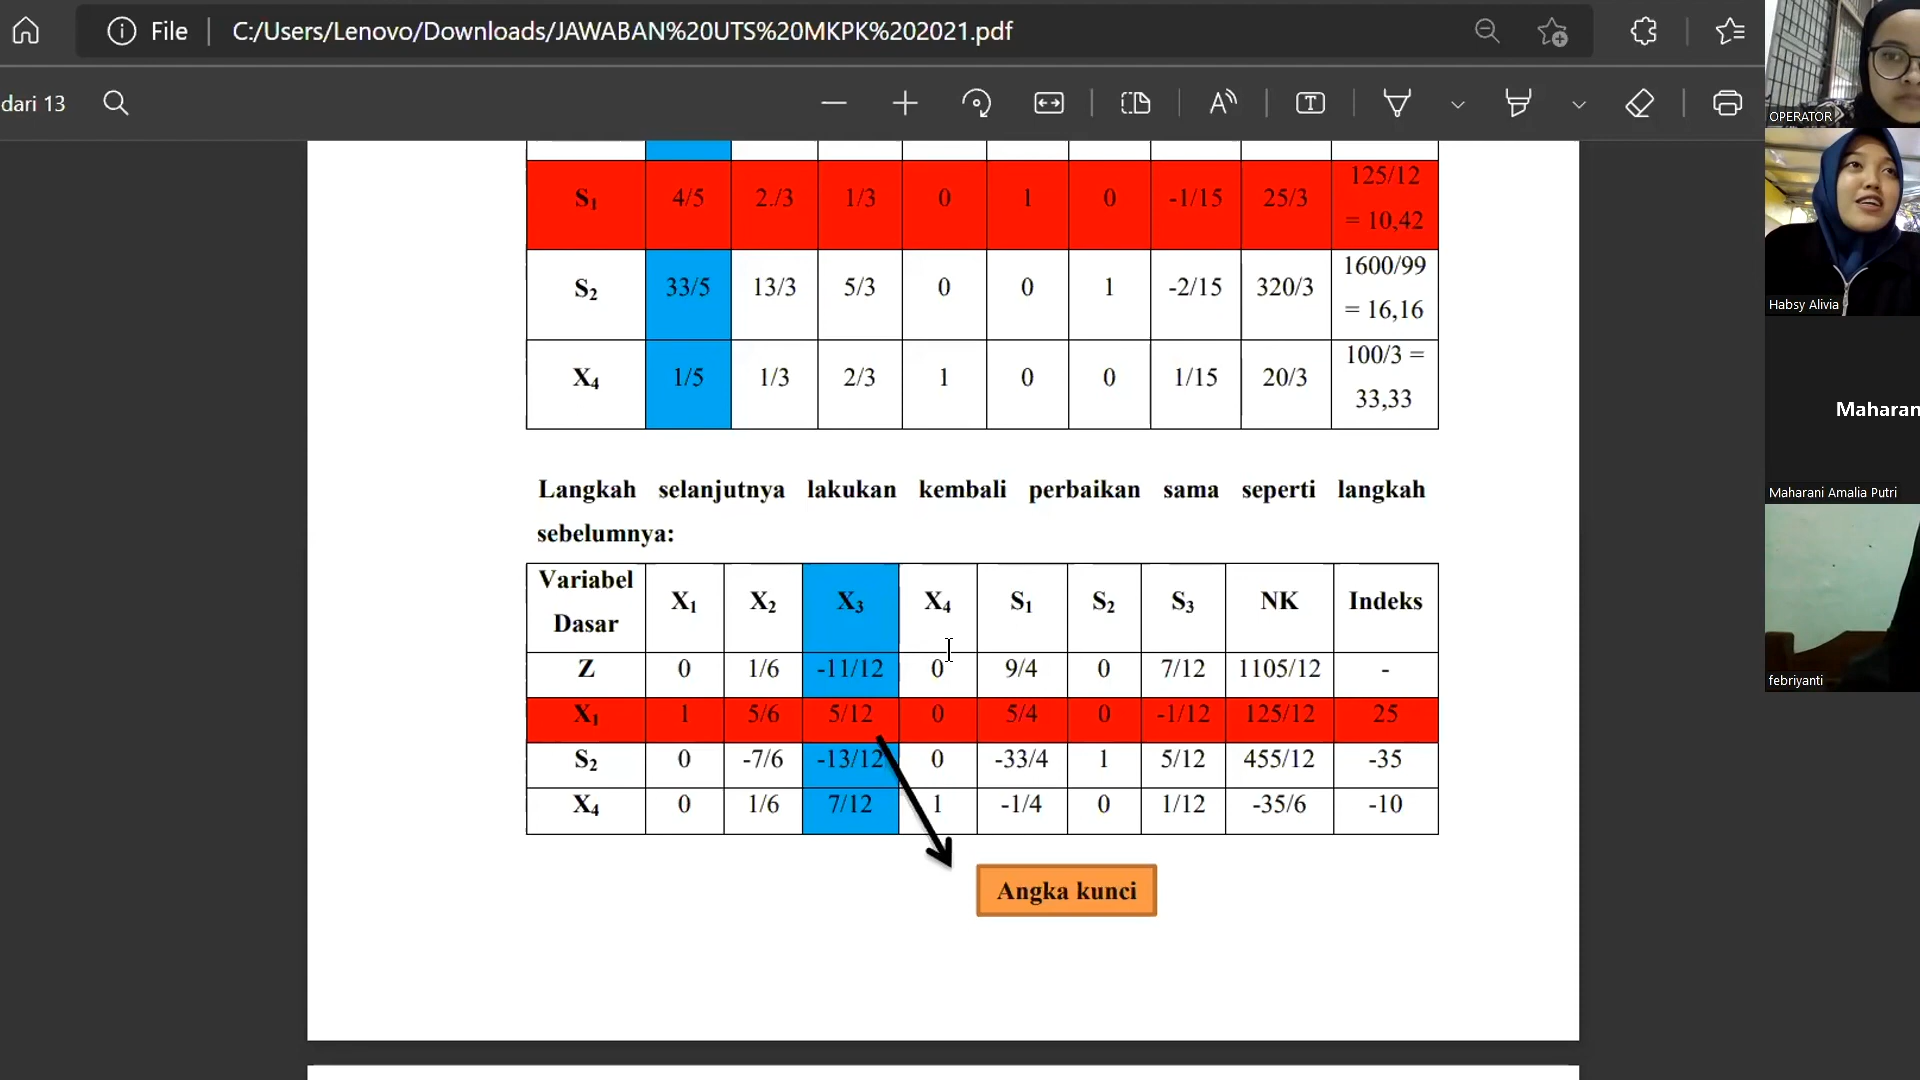 File C:/Users/Lenovo/Downloads/JAWABAN%20UTS%20MKPK%202021.pdf
dari 13
S₁ 4/5 2./3 1/3 0 1 0 -1/15 25/3 125/12 = 10,42
S₂ 33/5 13/3 5/3 0 0 1 -2/15 320/3 1600/99 = 16,16
X₄ 1/5 1/3 2/3 1 0 0 1/15 20/3 100/3 = 33,33
Langkah selanjutnya lakukan kembali perbaikan sama seperti langkah
sebelumnya:
Variabel Dasar X₁ X₂ X₃ X₄ S₁ S₂ S₃ NK Indeks
Z 0 1/6 -11/12 0 9/4 0 7/12 1105/12 -
X₁ 1 5/6 5/12 0 5/4 0 -1/12 125/12 25
S₂ 0 -7/6 -13/12 0 -33/4 1 5/12 455/12 -35
X₄ 0 1/6 7/12 1 -1/4 0 1/12 -35/6 -10
Angka kunci
OPERATOR
Habsy Alivia
Maharan
Maharani Amalia Putri
febriyanti